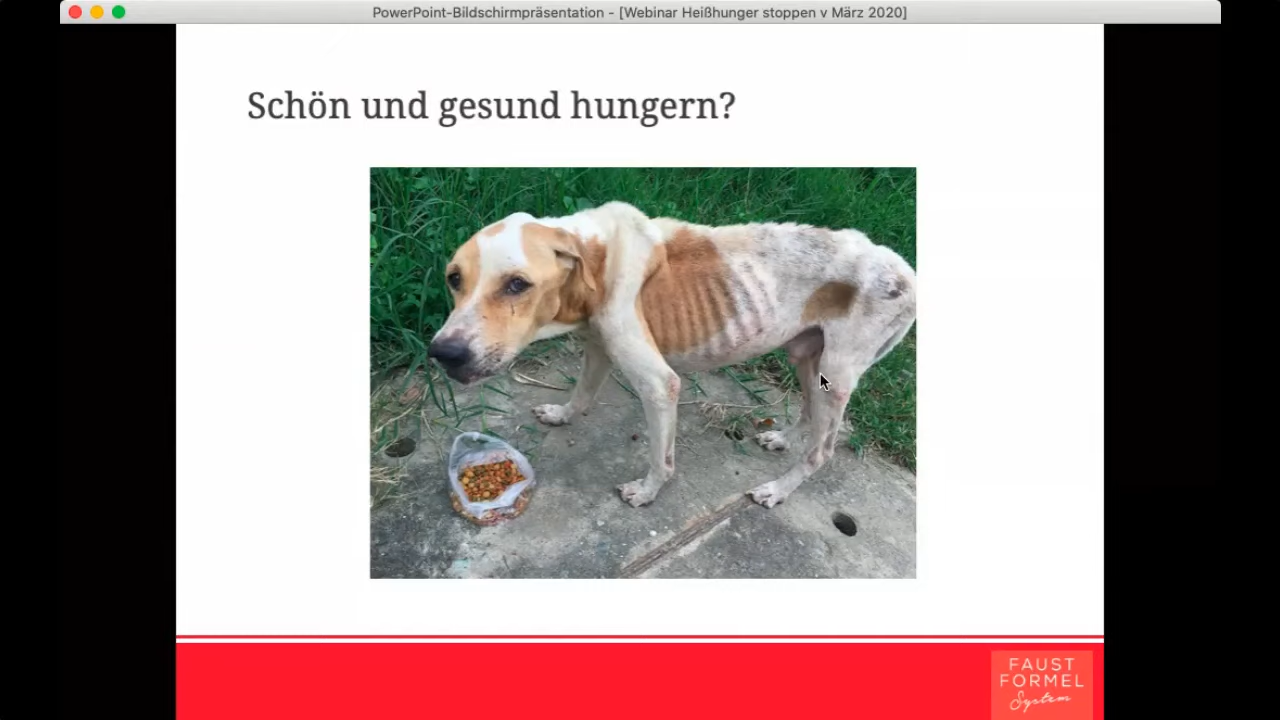 PowerPoint-Bildschirmpräsentation - [Webinar Heißhunger stoppen v März 2020]
Schön und gesund hungern?
FAUST
FORMEL
System